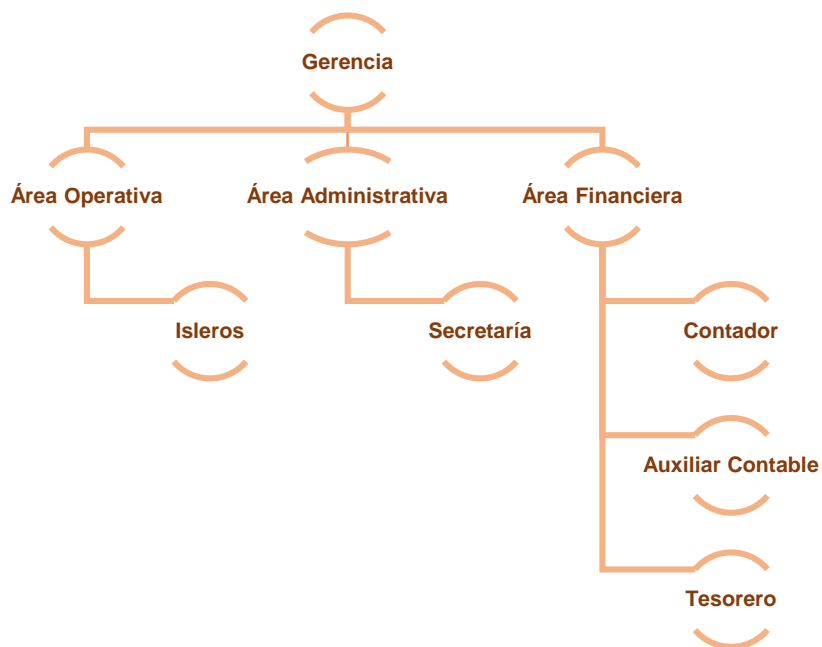 Gerencia
Área Operativa
Área Administrativa
Área Financiera
Isleros
Secretaría
Contador
Auxiliar Contable
Tesorero